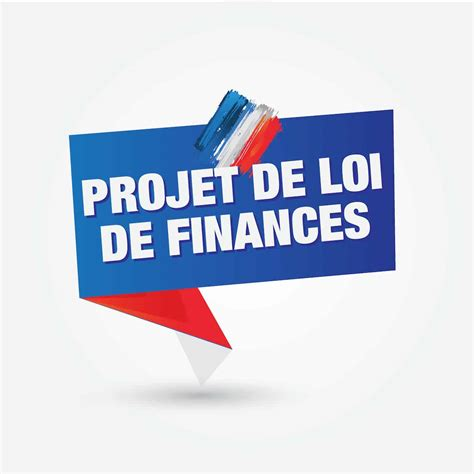 PROJET DE LOI
DE FINANCES